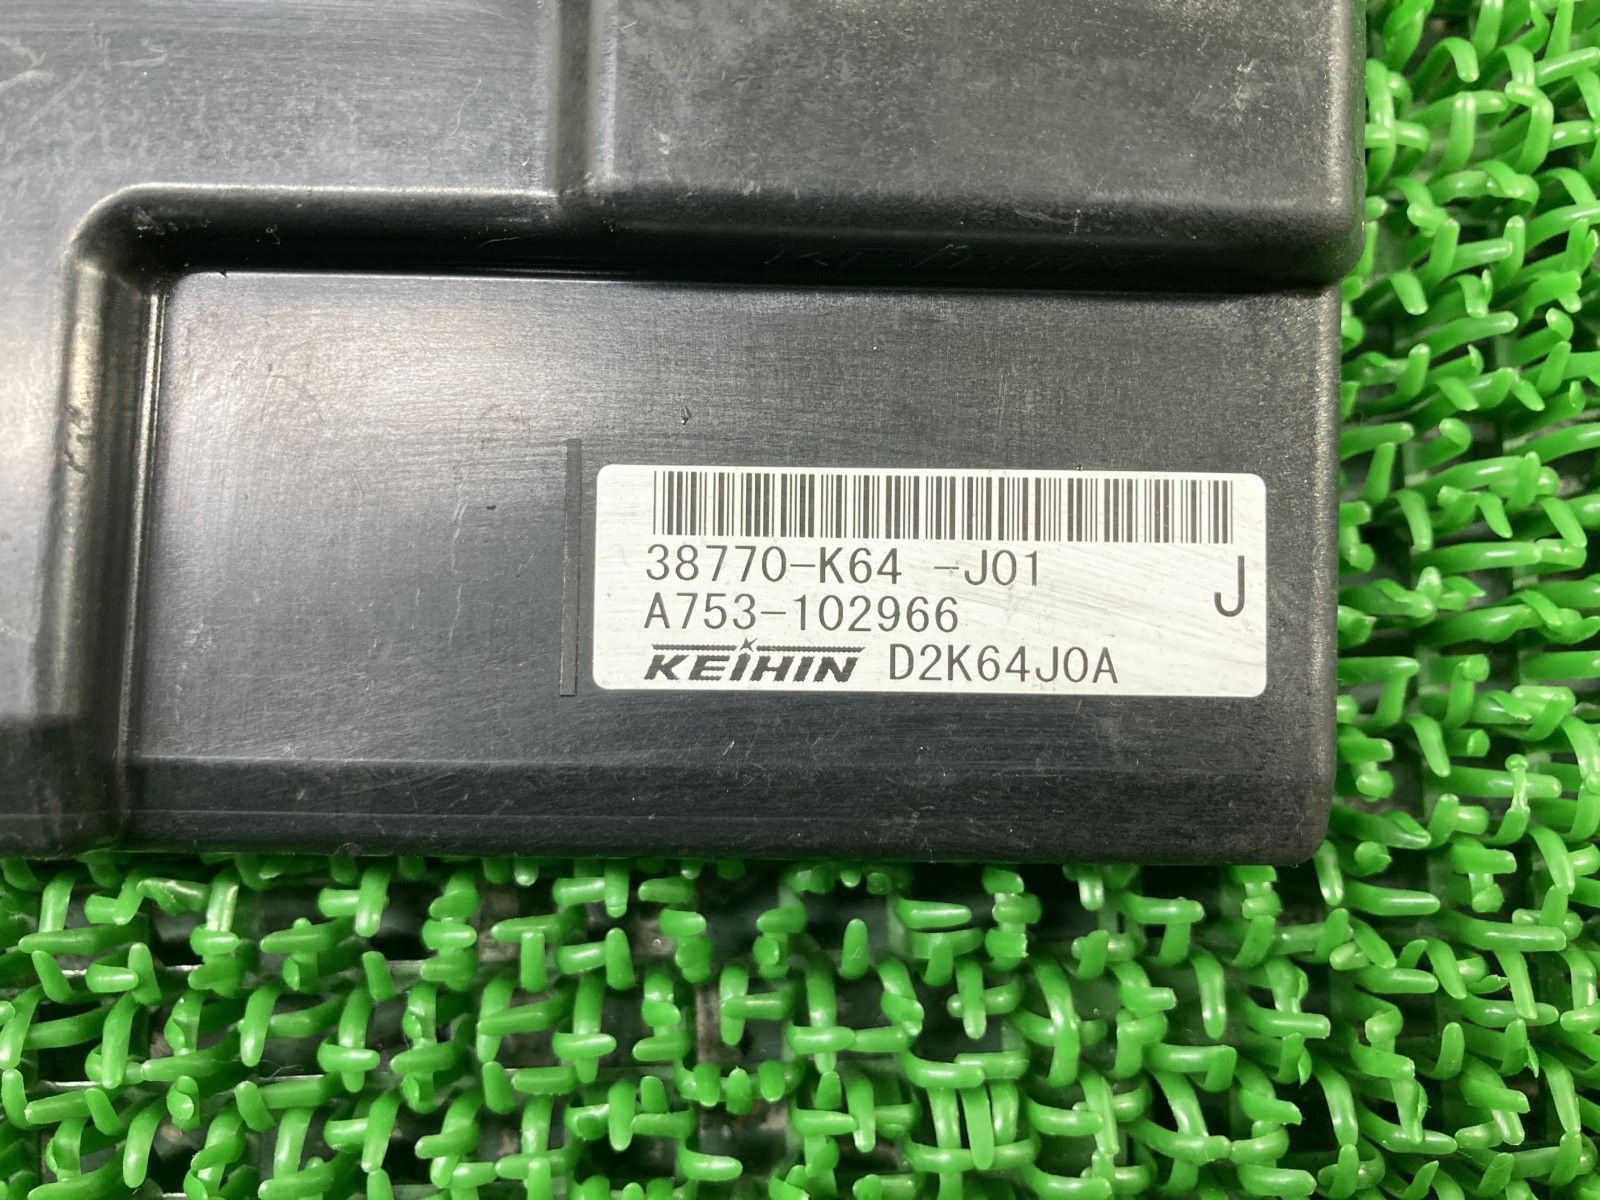 38770-K64 -J01
J
A753-102966
KEIHIN D2K64J0A